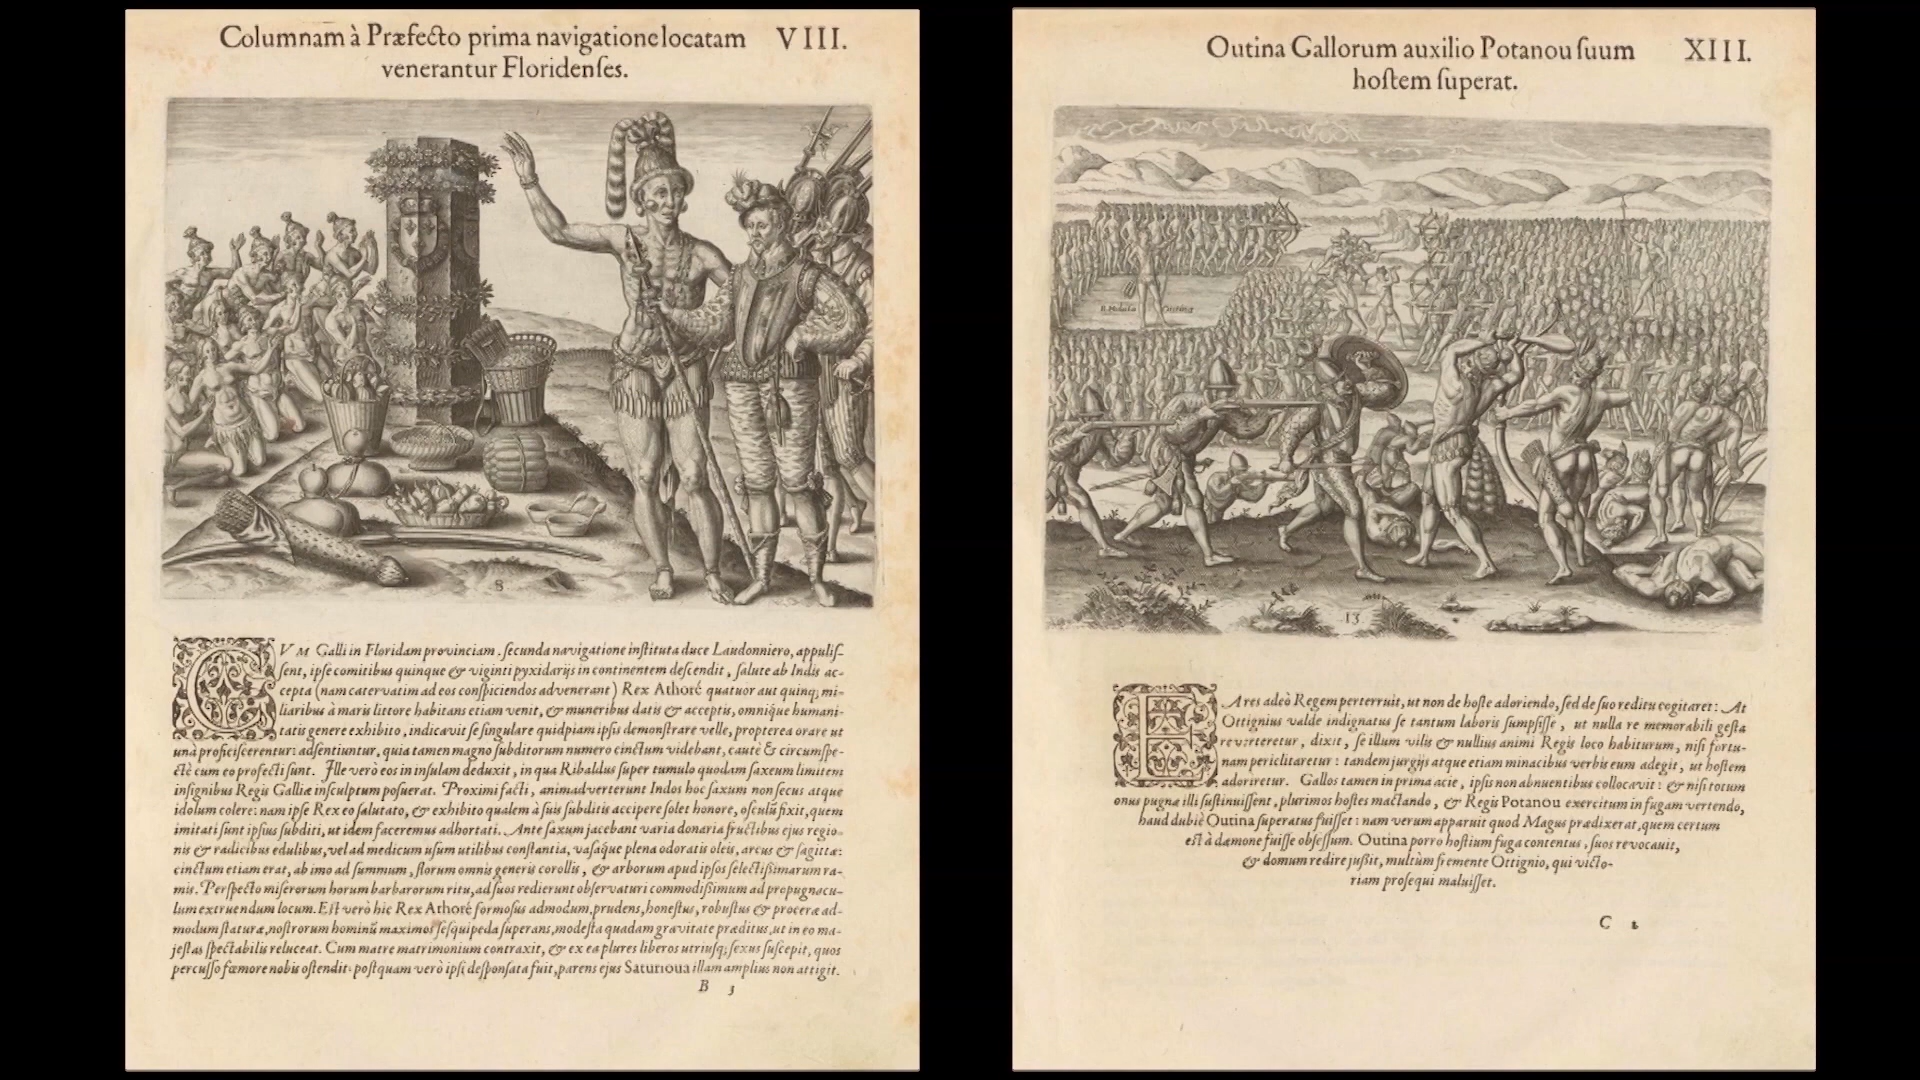 Columnam à Præfecto prima navigatione locatam VIII.
venerantur Floridenſes.
8
CVM Galli in Floridam provinciam, ſecunda navigatione inſtituta duce Laudonniero, appuliſ-
ſent, ipſe comitibus quinque & viginti pyxidarijs in continentem deſcendit, ſalute ab Indis ac-
cepta (nam catervatim ad eos conſpiciendos advenerant) Rex Athoré quatuor aut quinq; mi-
liaribus à maris littore habitans etiam venit, & muneribus datis & acceptis, omnique humani-
tatis genere exhibito, indicavit ſe ſingulare quidpiam ipſis demonſtrare velle, propterea orare ut
unà proficiſcerentur: adſentiuntur, quia tamen magno ſubditorum numero cinctum videbant, cautè & circumſpe-
ctè cum eo profecti ſunt. Ille verò eos in inſulam deduxit, in qua Ribaldus ſuper tumulo quodam ſaxeum limitem
inſignibus Regis Galliæ inſculptum poſuerat. Proximi facti, animadverterunt Indos hoc ſaxum non ſecus atque
idolum colere: nam ipſe Rex eo ſalutato, & exhibito qualem à ſuis ſubditis accipere ſolet honore, oſculũ fixit, quem
imitati ſunt ipſius ſubditi, ut idem faceremus adhortati. Ante ſaxum jacebant varia donaria fructibus ejus regio-
nis & radicibus edulibus, vel ad medicum uſum utilibus conſtantia, vaſaque plena odoratis oleis, arcus & ſagittæ:
cinctum etiam erat, ab imo ad ſummum, florum omnis generis corollis, & arborum apud ipſos ſelectiſſimarum ra-
mis. Perſpecto miſerorum horum barbarorum ritu, ad ſuos redierunt obſervaturi commodiſſimum ad propugnacu-
lum extruendum locum. Eſt verò hic Rex Athoré formoſus admodum, prudens, honeſtus, robuſtus & proceræ ad-
modum ſtaturæ, noſtrorum hominũ maximos ſeſquipede ſuperans, modeſta quadam gravitate præditus, ut in eo ma-
jeſtas ſpectabilis reluceat. Cum matre matrimonium contraxit, & ex ea plures liberos utriuſq; ſexus ſuſcepit, quos
percuſſo fœmore nobis oſtendit: poſtquam verò ipſi deſponſata fuit, parens ejus Saturioua illam amplius non attigit.
B 3
Outina Gallorum auxilio Potanou ſuum XIII.
hoſtem ſuperat.
13
EA res adeò Regem perterruit, ut non de hoſte adoriendo, ſed de ſuo reditu cogitaret: At
Ottignius valde indignatus ſe tantum laboris ſumpſiſſe, ut nulla re memorabili geſta
reverteretur, dixit, ſe illum vilis & nullius animi Regis loco habiturum, niſi fortu-
nam periclitaretur: tandem jurgijs atque etiam minacibus verbis eum adegit, ut hoſtem
adoriretur. Gallos tamen in prima acie, ipſis non abnuentibus collocavit: & niſi totum
onus pugnæ illi ſuſtinuiſſent, plurimos hoſtes mactando, & Regis Potanou exercitum in fugam vertendo,
haud dubiè Outina ſuperatus fuiſſet: nam verum apparuit quod Magus prædixerat, quem certum
eſt à dæmone fuiſſe obſeſſum. Outina porro hoſtium fuga contentus, ſuos revocavit,
& domum redire juſſit, multùm fremente Ottignio, qui victo-
riam proſequi maluiſſet.
C 2